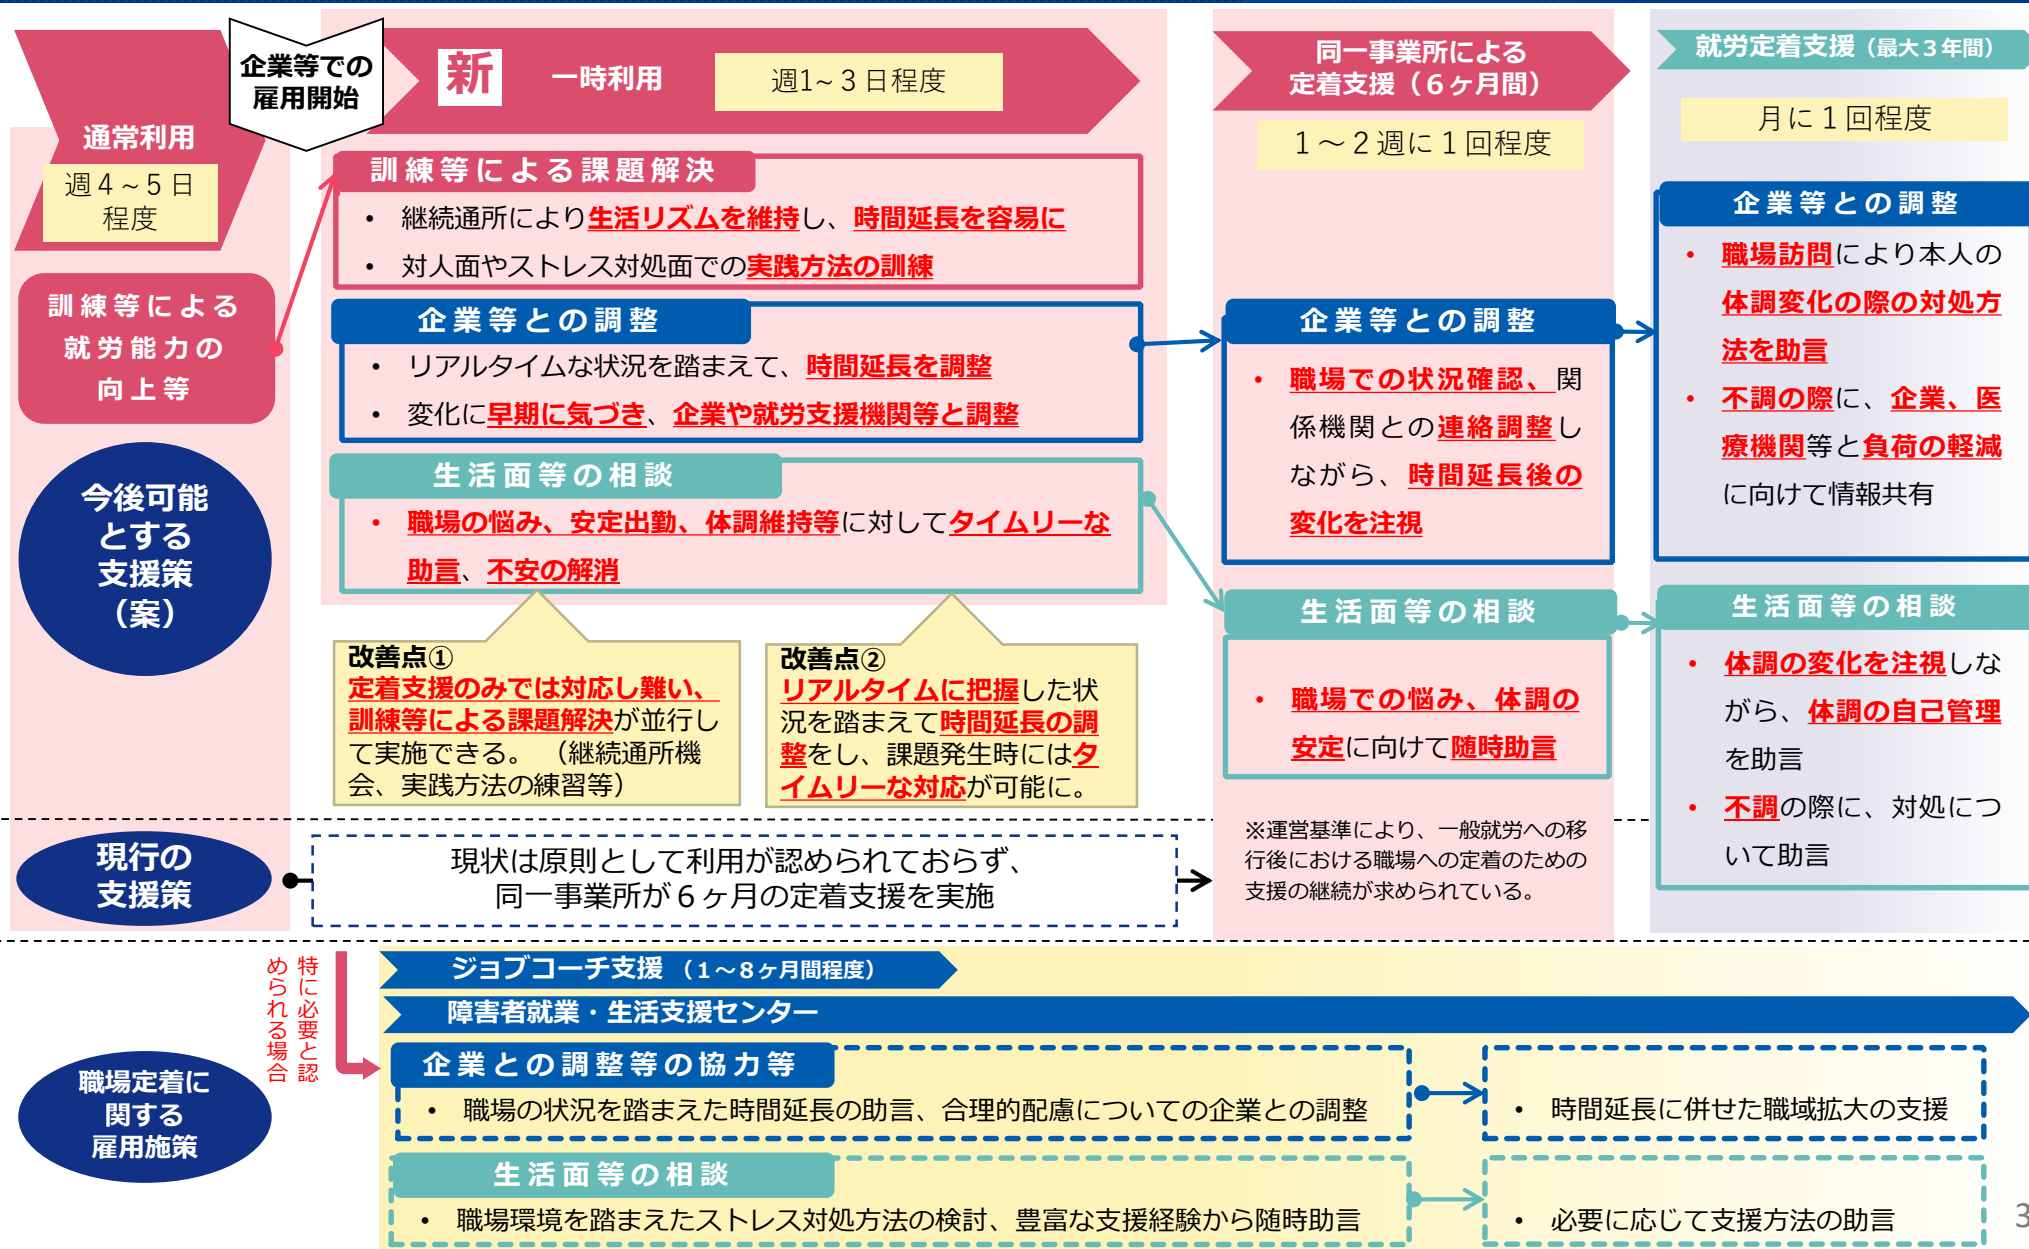 通常利用
週４～５日
程度
企業等での
雇用開始
新
一時利用
週1~３日程度
同一事業所による
定着支援（６ヶ月間）
１～２週に１回程度
就労定着支援（最大３年間）
月に１回程度
訓練等による
就労能力の
向上等
訓練等による課題解決
• 継続通所により生活リズムを維持し、時間延長を容易に
• 対人面やストレス対処面での実践方法の訓練
企業等との調整
• リアルタイムな状況を踏まえて、時間延長を調整
• 変化に早期に気づき、企業や就労支援機関等と調整
生活面等の相談
• 職場の悩み、安定出勤、体調維持等に対してタイムリーな
助言、不安の解消
企業等との調整
• 職場での状況確認、関
係機関との連絡調整し
ながら、時間延長後の
変化を注視
生活面等の相談
• 職場での悩み、体調の
安定に向けて随時助言
企業等との調整
• 職場訪問により本人の
体調変化の際の対処方
法を助言
• 不調の際に、企業、医
療機関等と負荷の軽減
に向けて情報共有
生活面等の相談
• 体調の変化を注視しな
がら、体調の自己管理
を助言
• 不調の際に、対処につ
いて助言
今後可能
とする
支援策
（案）
改善点①
定着支援のみでは対応し難い、
訓練等による課題解決が並行し
て実施できる。（継続通所機
会、実践方法の練習等）
改善点②
リアルタイムに把握した状
況を踏まえて時間延長の調
整をし、課題発生時にはタ
イムリーな対応が可能に。
現行の
支援策
現状は原則として利用が認められておらず、
同一事業所が６ヶ月の定着支援を実施
※運営基準により、一般就労への移
行後における職場への定着のための
支援の継続が求められている。
特に必要と認
められる場合
職場定着に
関する
雇用施策
ジョブコーチ支援（１～８ヶ月間程度）
障害者就業・生活支援センター
企業との調整等の協力等
• 職場の状況を踏まえた時間延長の助言、合理的配慮についての企業との調整
• 時間延長に併せた職域拡大の支援
生活面等の相談
• 職場環境を踏まえたストレス対処方法の検討、豊富な支援経験から随時助言
• 必要に応じて支援方法の助言
3